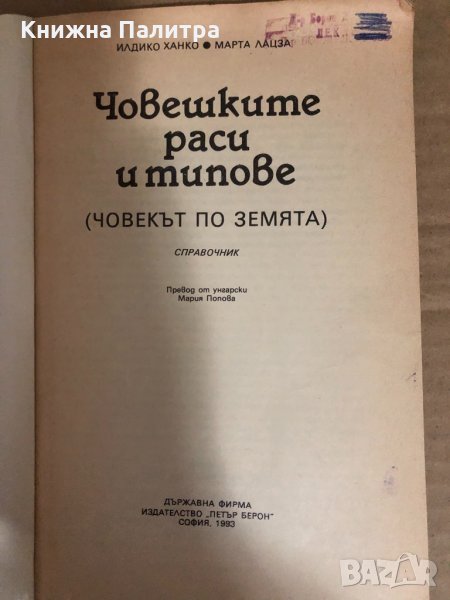 Книжна Палитра
ИЛДИКО ХАНКО ● МАРТА ЛАЦЗА
Човешките
раси
и типове
(ЧОВЕКЪТ ПО ЗЕМЯТА)
СПРАВОЧНИК
Превод от унгарски
Мария Попова
ДЪРЖАВНА ФИРМА
ИЗДАТЕЛСТВО „ПЕТЪР БЕРОН"
СОФИЯ, 1993
BAZAR